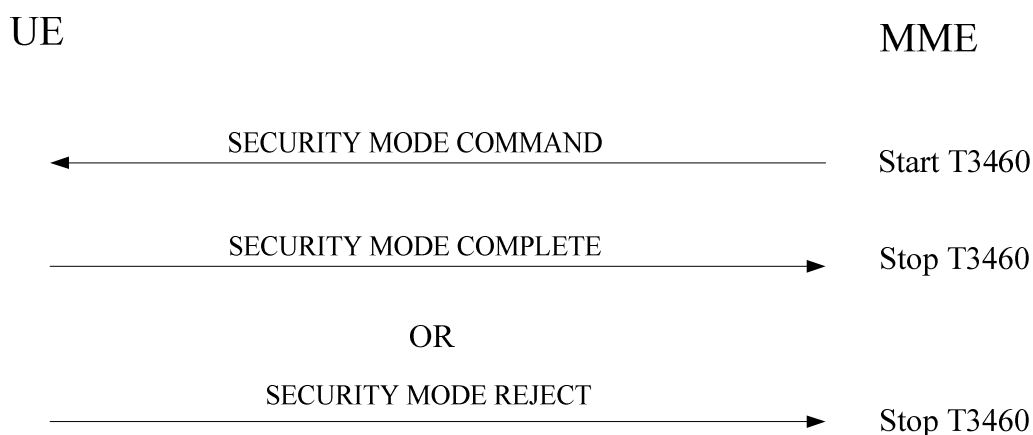 UE
MME
SECURITY MODE COMMAND
Start T3460
SECURITY MODE COMPLETE
Stop T3460
OR
SECURITY MODE REJECT
Stop T3460